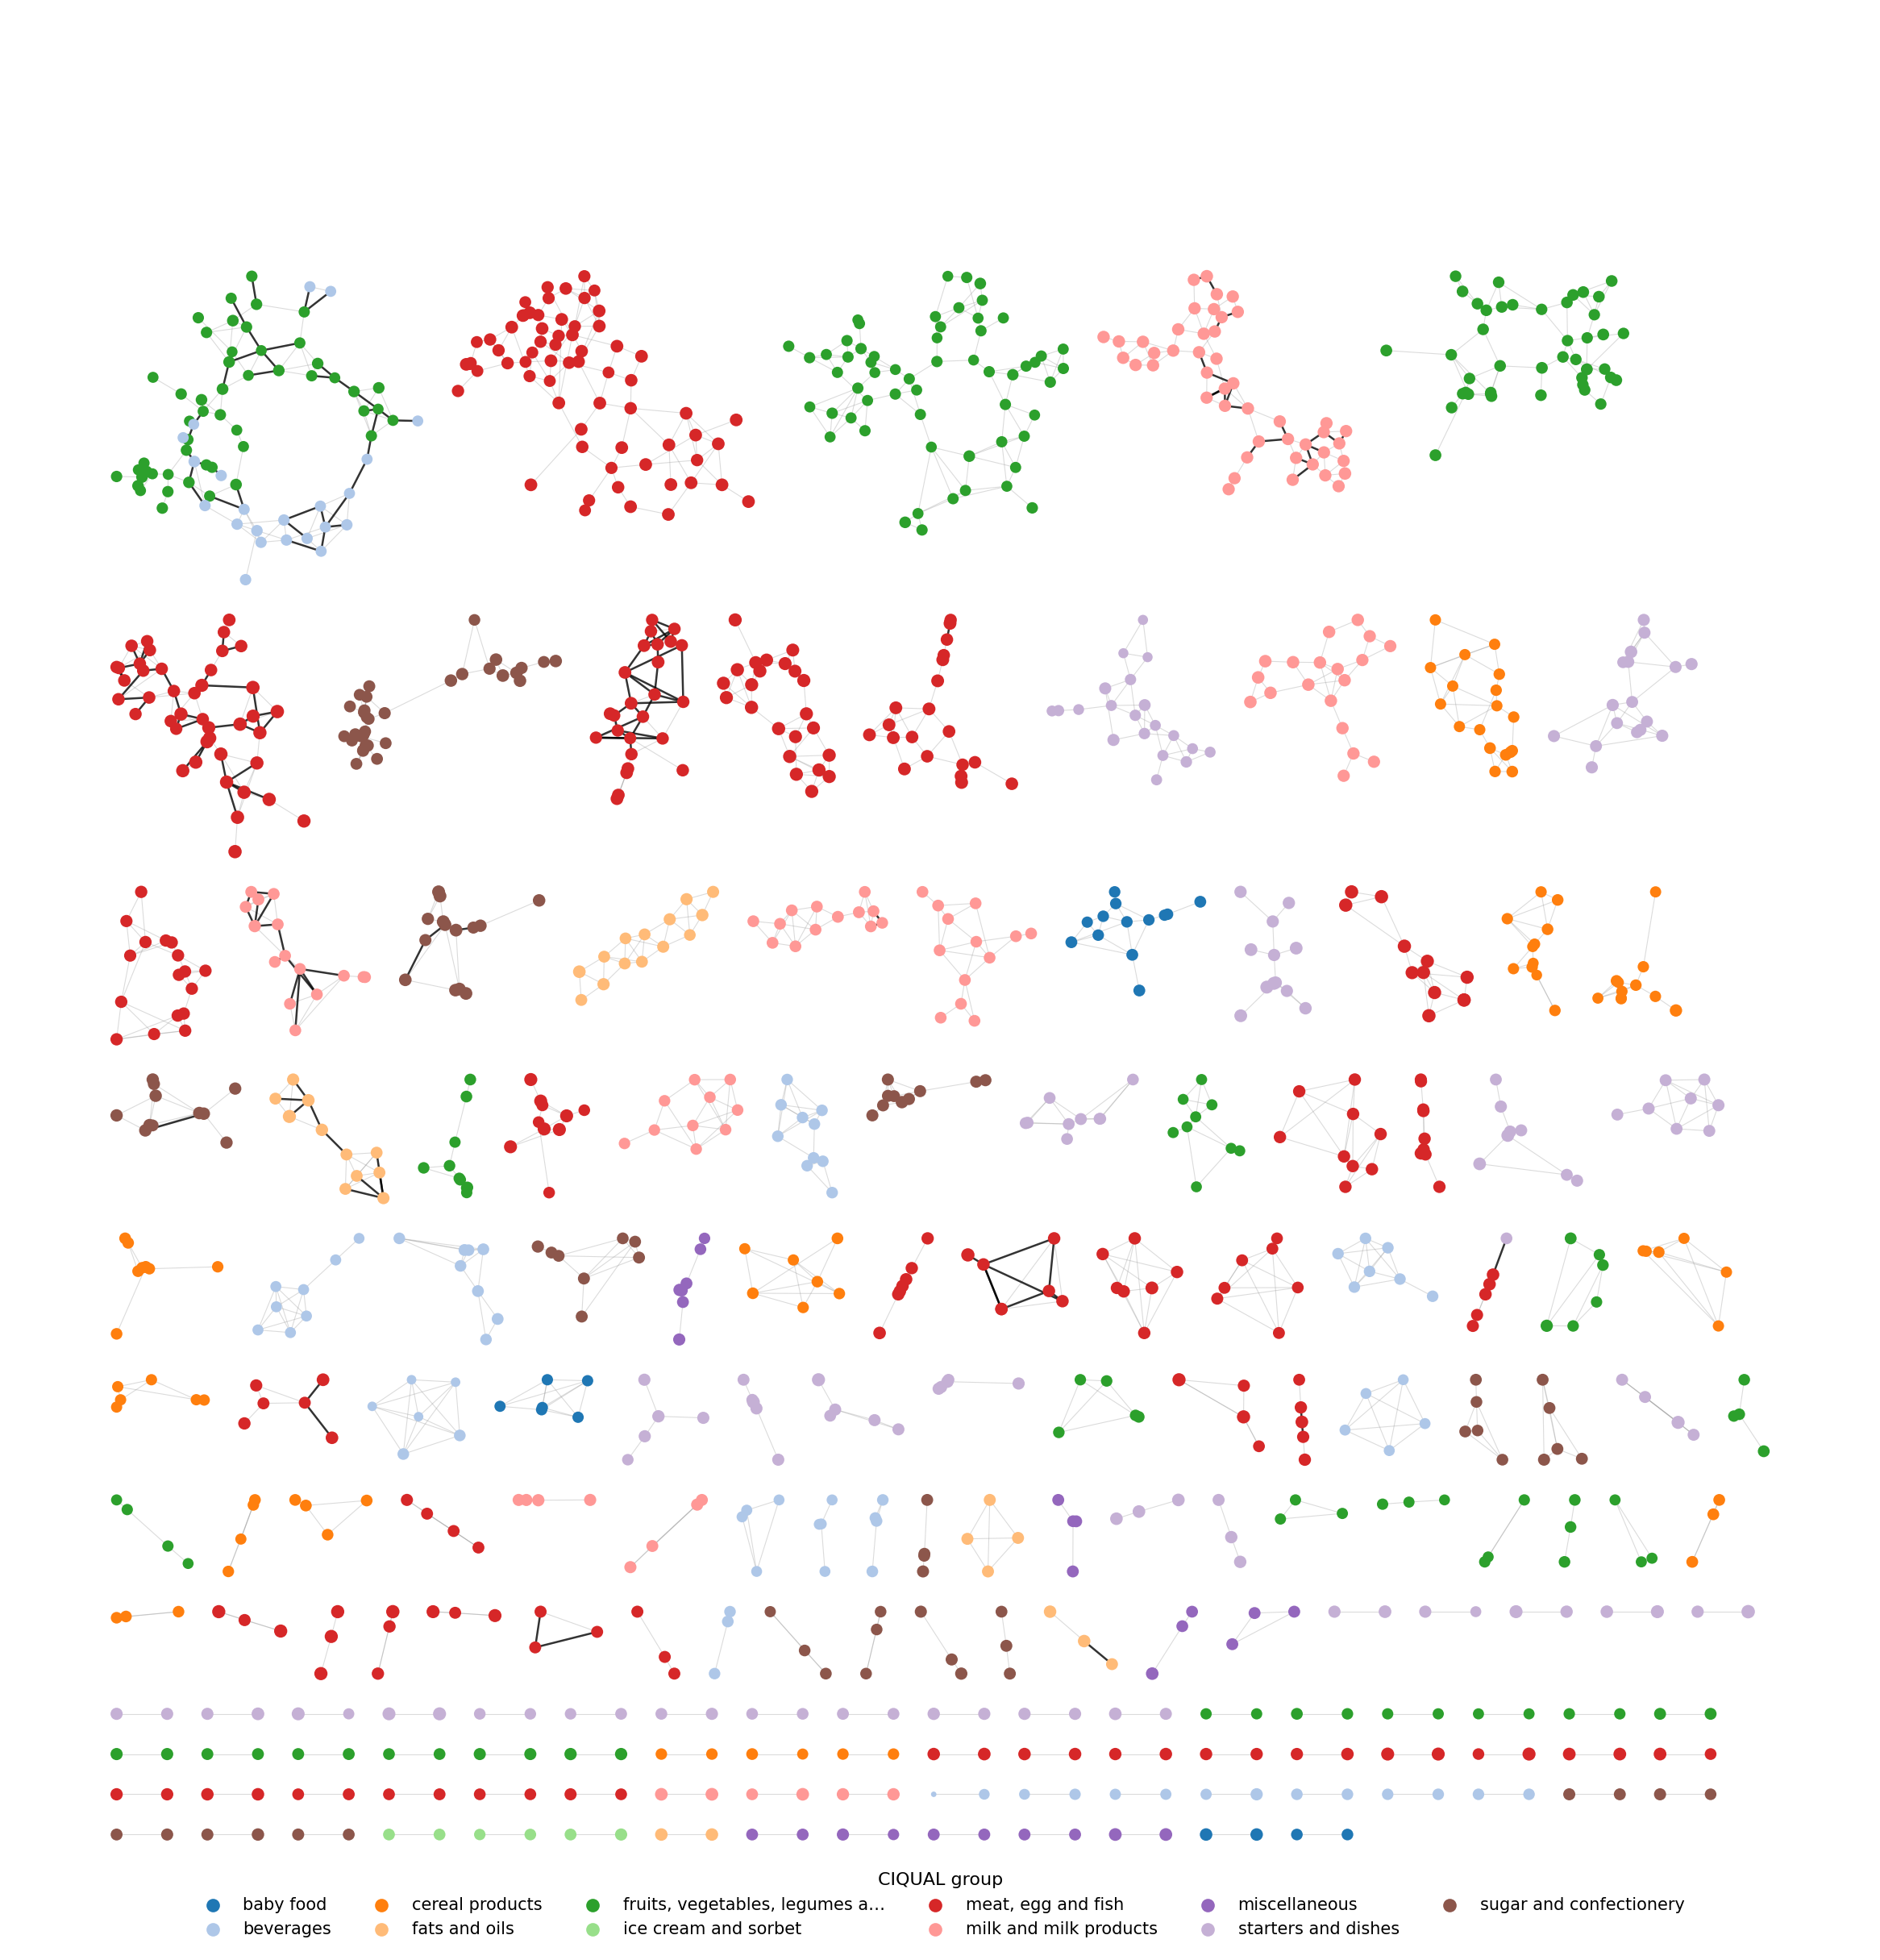 CIQUAL group
baby food cereal products fruits, vegetables, legumes a... meat, egg and fish miscellaneous sugar and confectionery
beverages fats and oils ice cream and sorbet milk and milk products starters and dishes